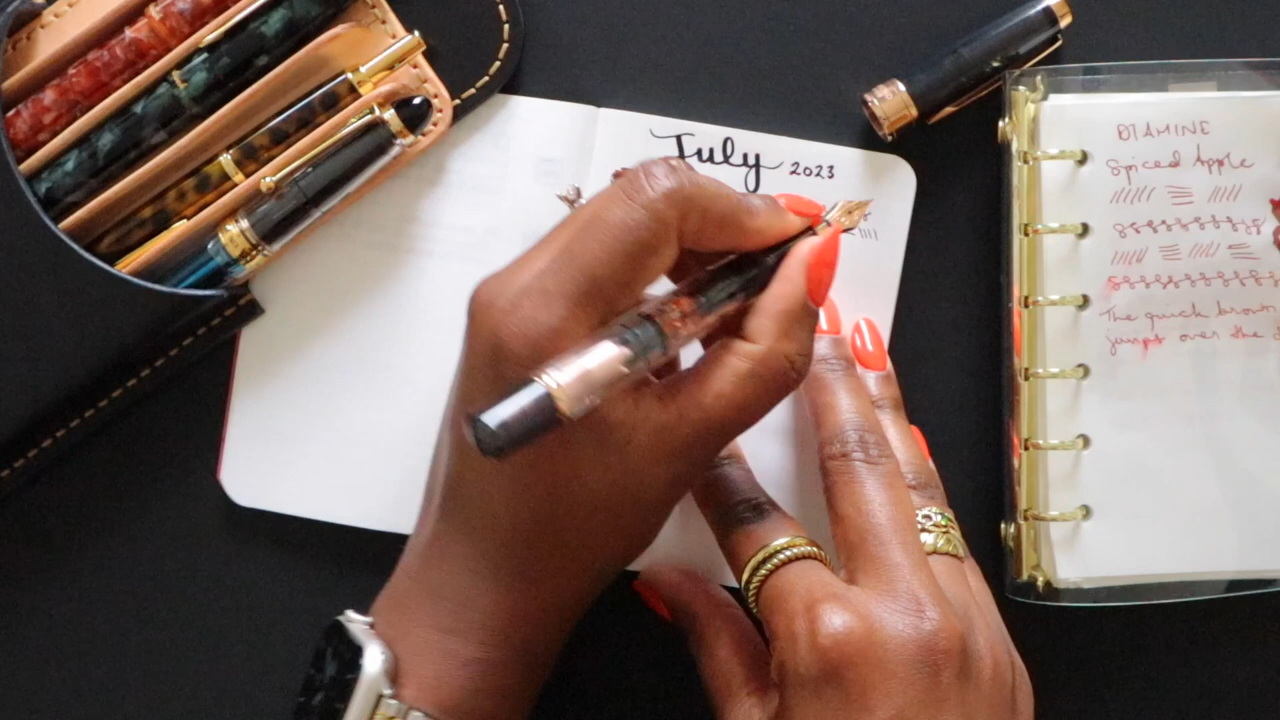 July 2023
DIAMINE
Spiced Apple
The quick brown
jumps over the